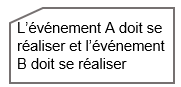 L'événement A doit se
réaliser et l'événement
B doit se réaliser